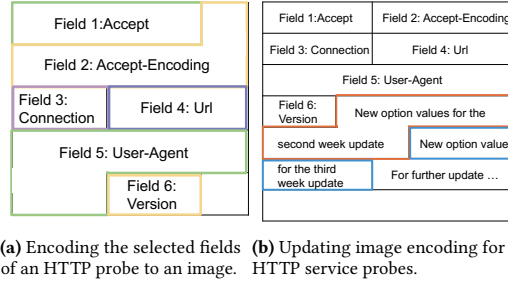 Field 1:Accept
Field 2: Accept-Encoding
Field 3:
Connection
Field 4: Url
Field 5: User-Agent
Field 6:
Version
Field 1:Accept
Field 2: Accept-Encoding
Field 3: Connection
Field 4: Url
Field 5: User-Agent
Field 6:
Version
New option values for the
second week update
New option value
for the third
week update
For further update ...
(a) Encoding the selected fields
of an HTTP probe to an image.
(b) Updating image encoding for
HTTP service probes.